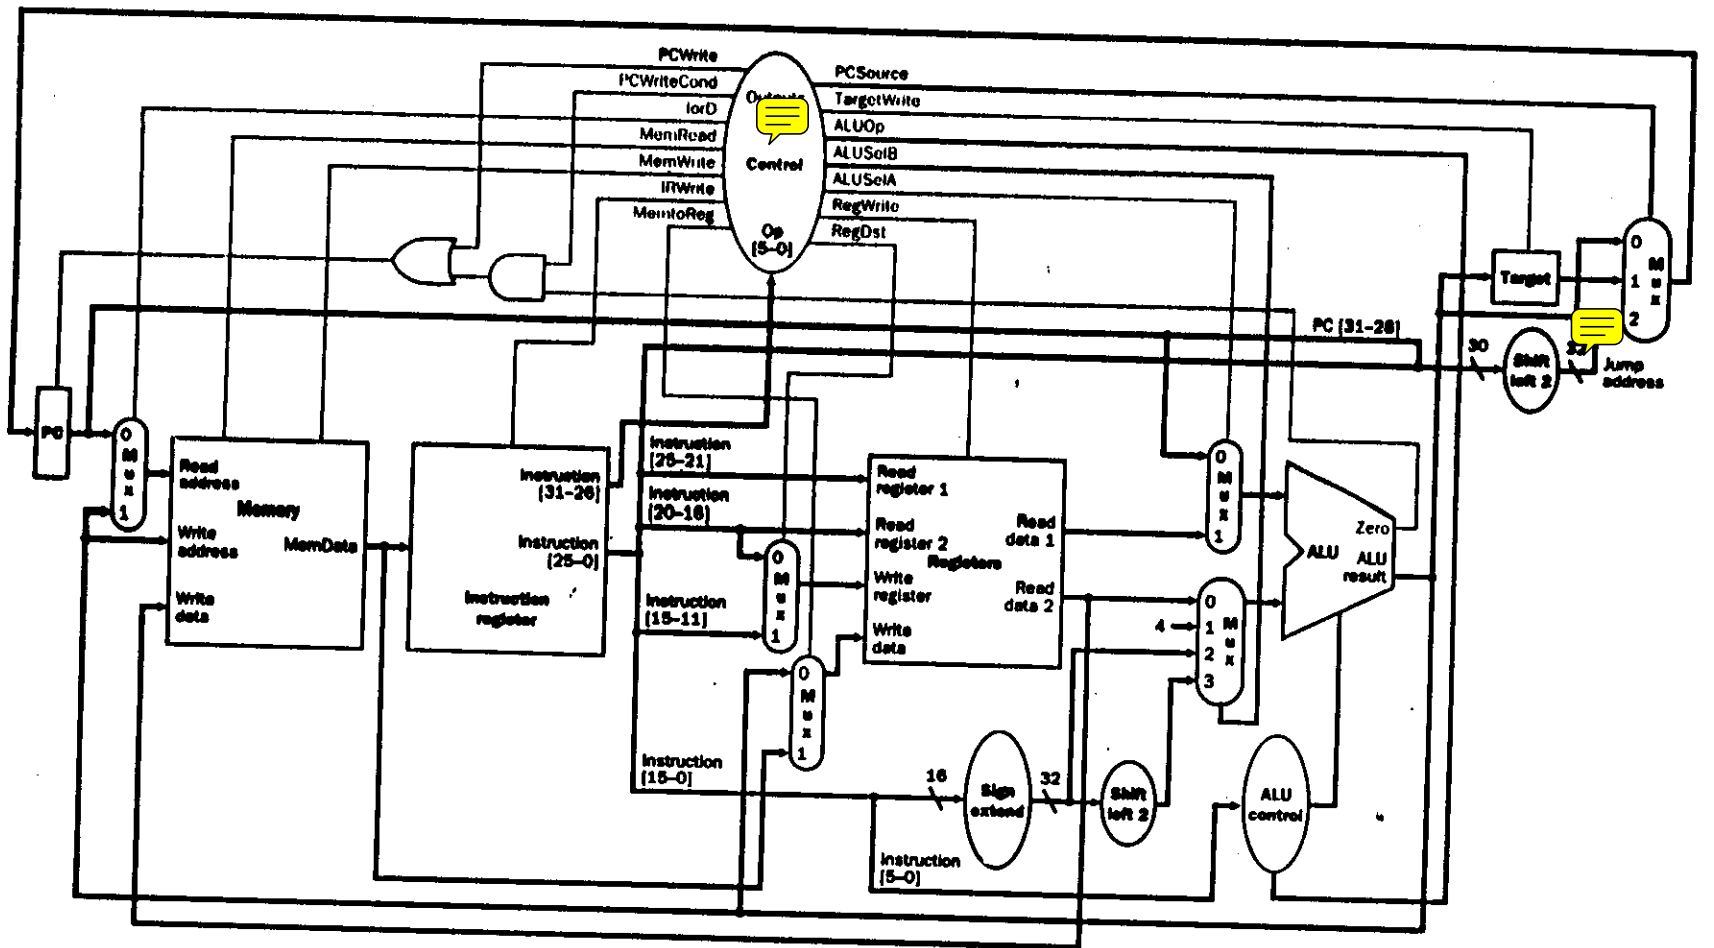 PCWrite
PCWriteCond
IorD
MemRead
MemWrite
IRWrite
MemtoReg
Control
Op
[5–0]
PCSource
TargetWrite
ALUOp
ALUSelB
ALUSelA
RegWrite
RegDst
0
M
u
x
1
2
Target
PC [31–28]
30
Shift
left 2
Jump
address
PC
0
M
u
x
1
Read
address
Memory
Write
address
MemData
Write
data
Instruction
[31–26]
Instruction
[25–0]
Instruction
register
Instruction
[25–21]
Instruction
[20–16]
Instruction
[15–11]
0
M
u
x
1
0
M
u
x
1
Read
register 1
Read
register 2
Registers
Write
register
Write
data
Read
data 1
Read
data 2
0
M
u
x
1
0
4
1
M
u
x
2
3
Zero
ALU
ALU
result
Instruction
[15–0]
16
Sign
extend
32
Shift
left 2
ALU
control
Instruction
[5–0]